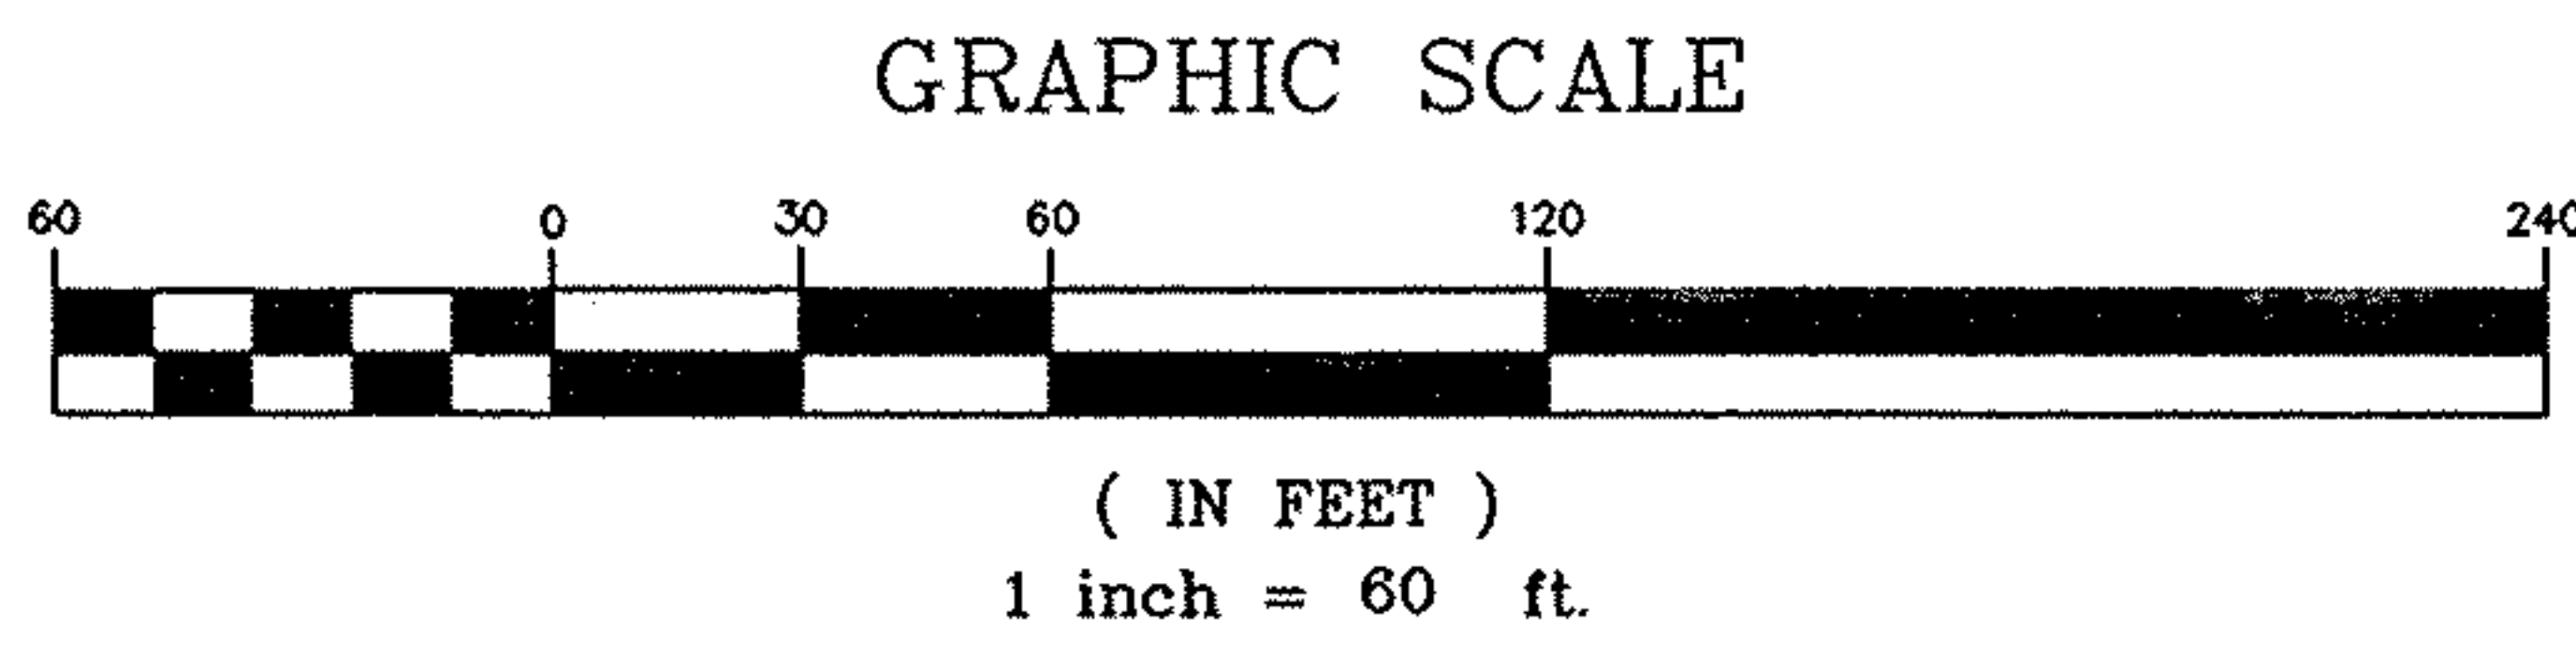 GRAPHIC SCALE
60 0 30 60 120 240
( IN FEET )
1 inch = 60 ft.